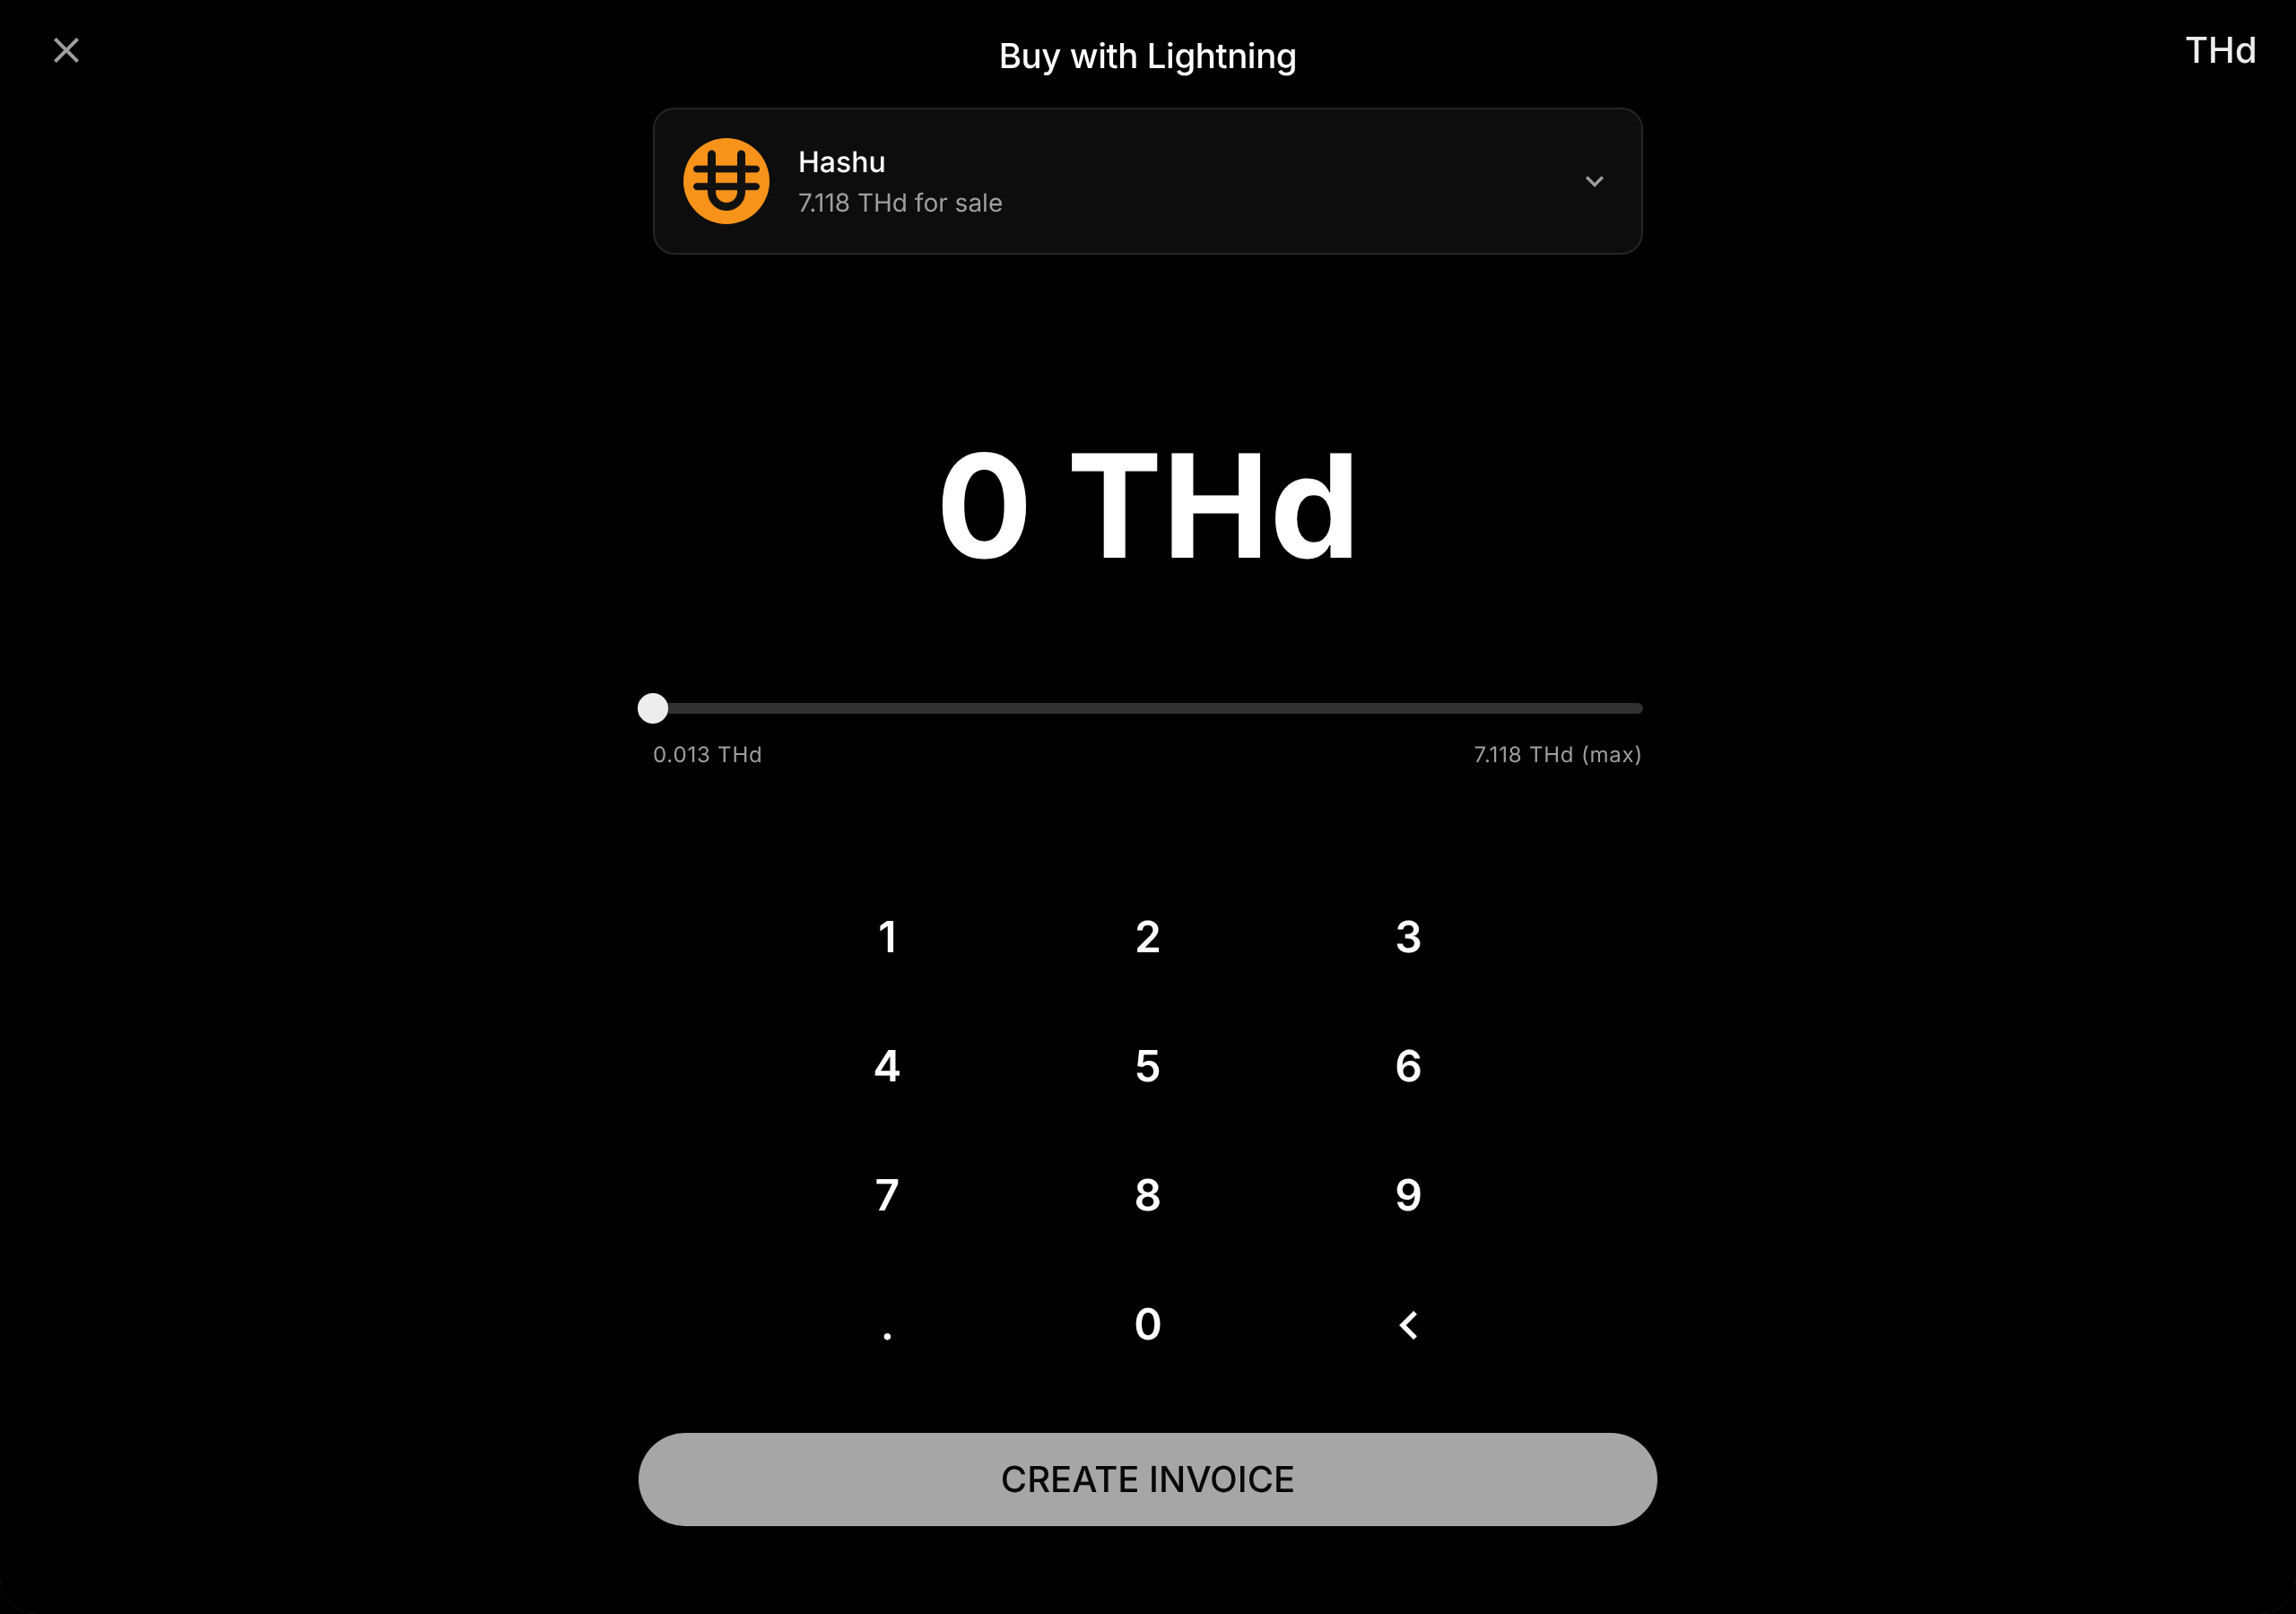 Buy with Lightning
THd
Hashu
7.118 THd for sale
0 THd
0.013 THd
7.118 THd (max)
1 2 3
4 5 6
7 8 9
. 0
CREATE INVOICE